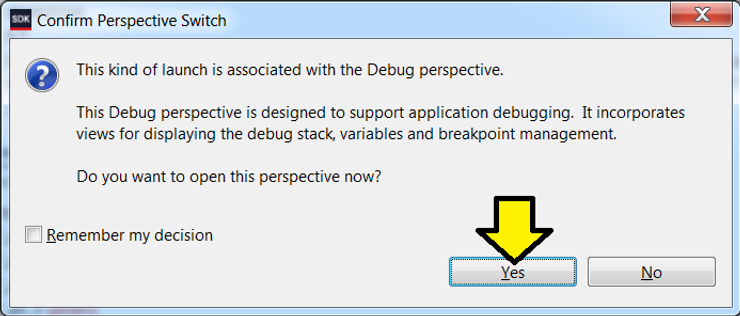 SDK Confirm Perspective Switch
This kind of launch is associated with the Debug perspective.
This Debug perspective is designed to support application debugging. It incorporates
views for displaying the debug stack, variables and breakpoint management.
Do you want to open this perspective now?
Remember my decision
Yes No